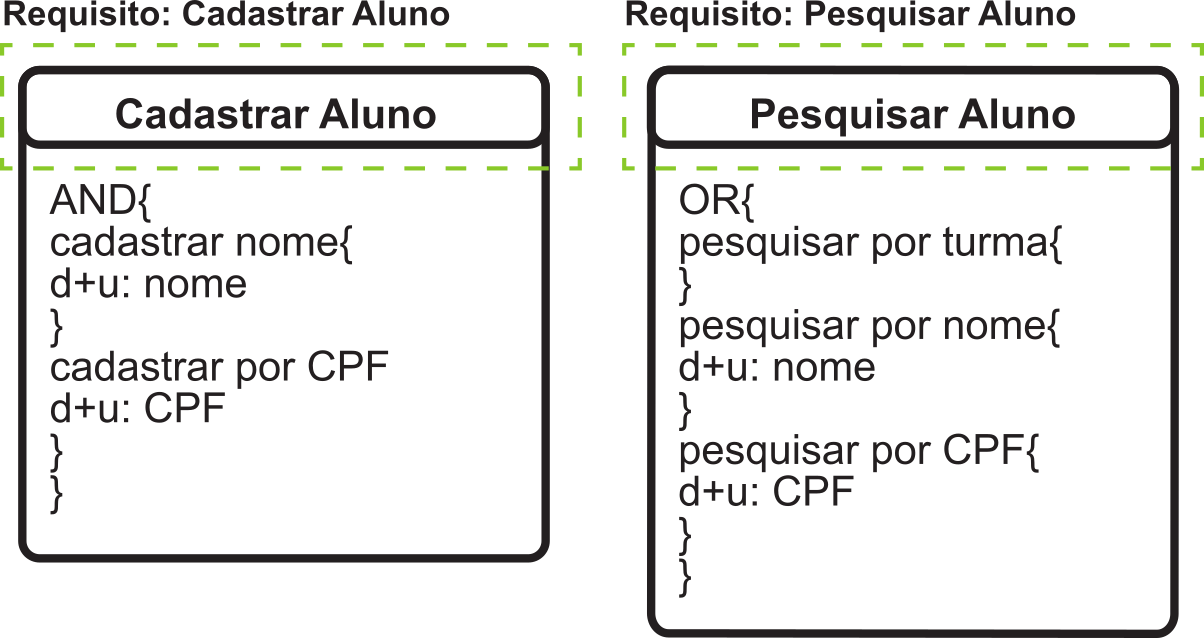 Requisito: Cadastrar Aluno
Cadastrar Aluno
AND{
cadastrar nome{
d+u: nome
}
cadastrar por CPF
d+u: CPF
}
}
Requisito: Pesquisar Aluno
Pesquisar Aluno
OR{
pesquisar por turma{
}
pesquisar por nome{
d+u: nome
}
pesquisar por CPF{
d+u: CPF
}
}